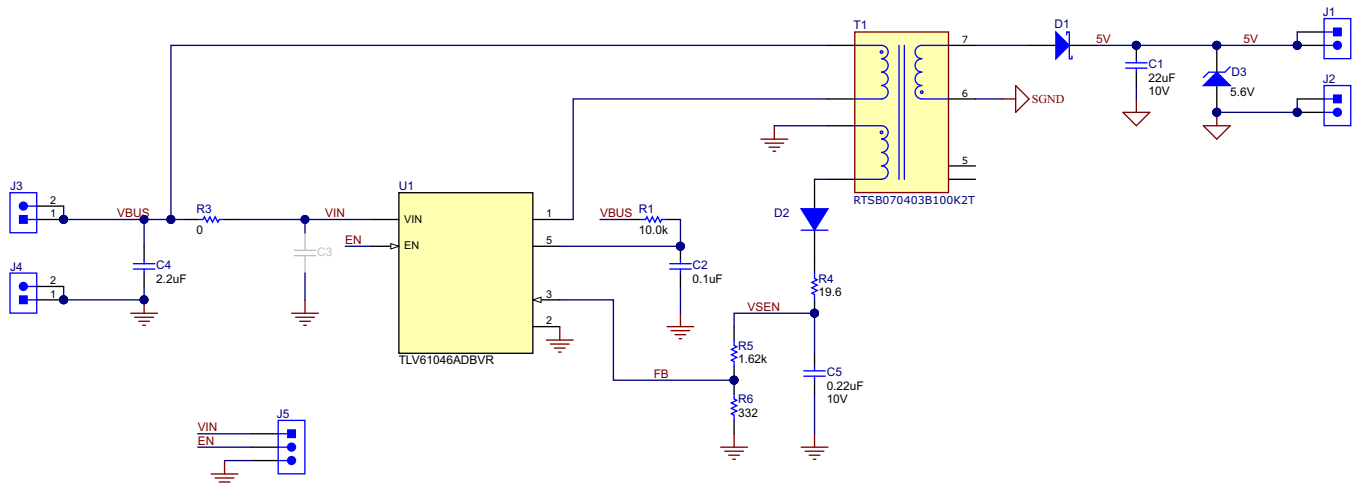 T1
7
6
5
RTSB070403B100K2T
D1
5V
C1
22uF
10V
D3
5.6V
5V
J1
J2
SGND
J3
2
1
VBUS
R3
0
VIN
C3
EN
C4
2.2uF
J4
2
1
U1
VIN
EN
1
5
3
2
TLV61046ADBVR
VBUS
R1
10.0k
C2
0.1uF
D2
R4
19.6
VSEN
R5
1.62k
FB
R6
332
C5
0.22uF
10V
J5
VIN
EN